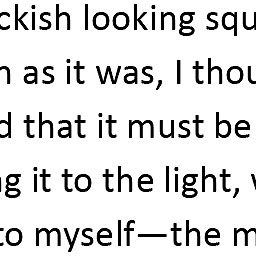 ckish looking squ
n as it was, I thou
d that it must be
ng it to the light, w
to myself—the m